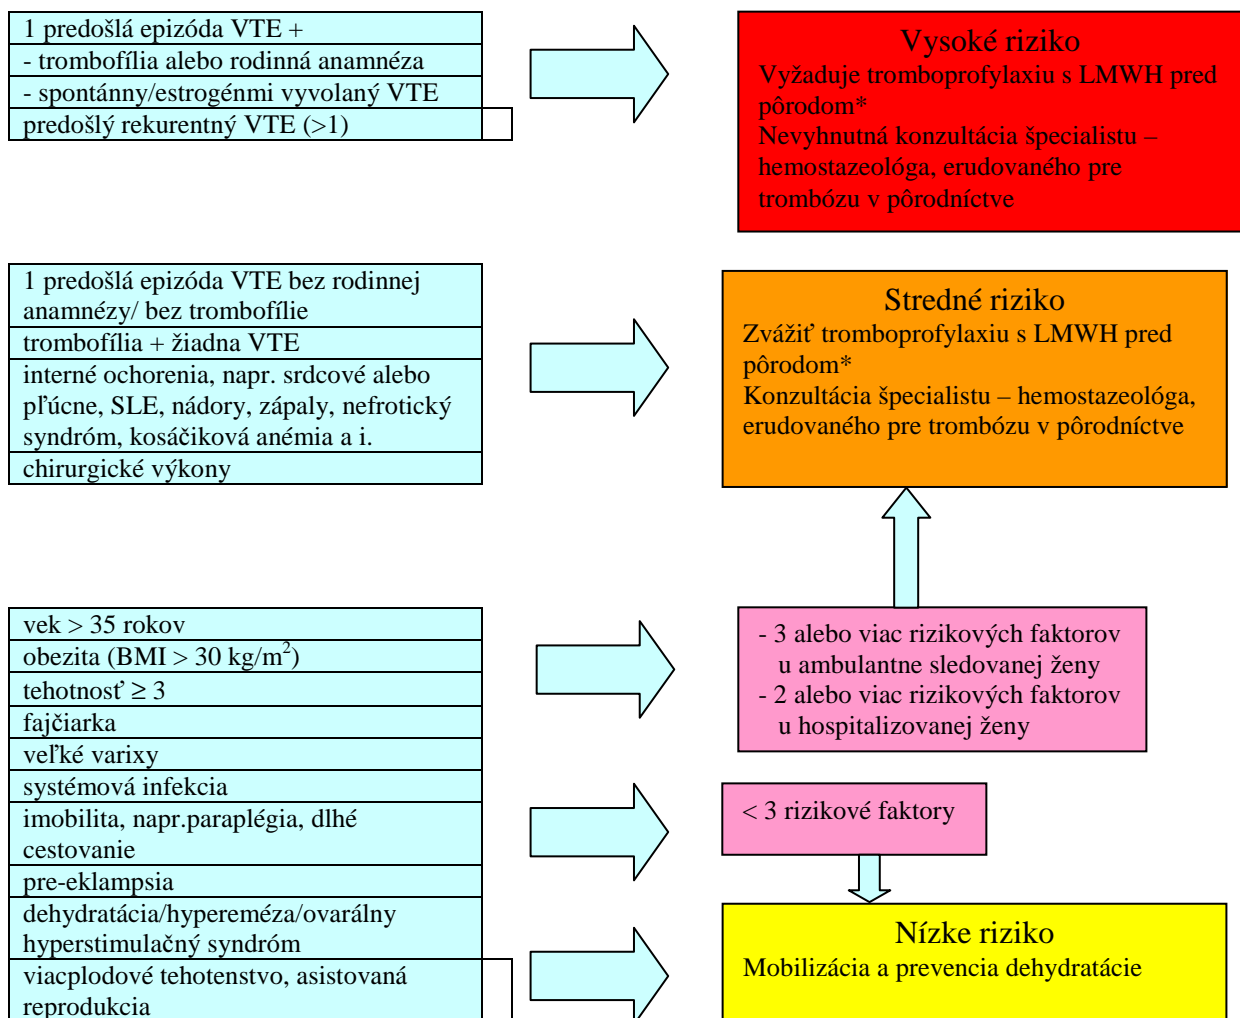 1 predošlá epizóda VTE +
- trombofília alebo rodinná anamnéza
- spontánny/estrogénmi vyvolaný VTE
predošlý rekurentný VTE (>1)
Vysoké riziko
Vyžaduje tromboprofylaxiu s LMWH pred
pôrodom*
Nevyhnutná konzultácia špecialistu –
hemostazeológa, erudovaného pre
trombózu v pôrodníctve
1 predošlá epizóda VTE bez rodinnej
anamnézy/ bez trombofílie
trombofília + žiadna VTE
interné ochorenia, napr. srdcové alebo
pľúcne, SLE, nádory, zápaly, nefrotický
syndróm, kosáčiková anémia a i.
chirurgické výkony
Stredné riziko
Zvážiť tromboprofylaxiu s LMWH pred
pôrodom*
Konzultácia špecialistu – hemostazeológa,
erudovaného pre trombózu v pôrodníctve
vek > 35 rokov
obezita (BMI > 30 kg/m²)
tehotnosť ≥ 3
fajčiarka
veľké varixy
systémová infekcia
imobilita, napr.paraplégia, dlhé
cestovanie
pre-eklampsia
dehydratácia/hypereméza/ovarálny
hyperstimulačný syndróm
viacplodové tehotenstvo, asistovaná
reprodukcia
- 3 alebo viac rizikových faktorov
u ambulantne sledovanej ženy
- 2 alebo viac rizikových faktorov
u hospitalizovanej ženy
< 3 rizikové faktory
Nízke riziko
Mobilizácia a prevencia dehydratácie